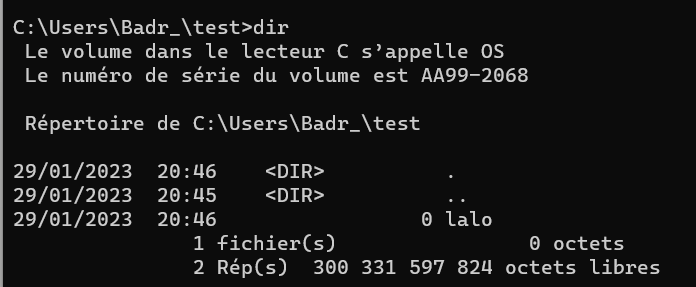 C:\Users\Badr_\test>dir
Le volume dans le lecteur C s’appelle OS
Le numéro de série du volume est AA99-2068
Répertoire de C:\Users\Badr_\test
29/01/2023  20:46    <DIR>          .
29/01/2023  20:45    <DIR>          ..
29/01/2023  20:46                 0 lalo
1 fichier(s)                0 octets
2 Rép(s)  300 331 597 824 octets libres